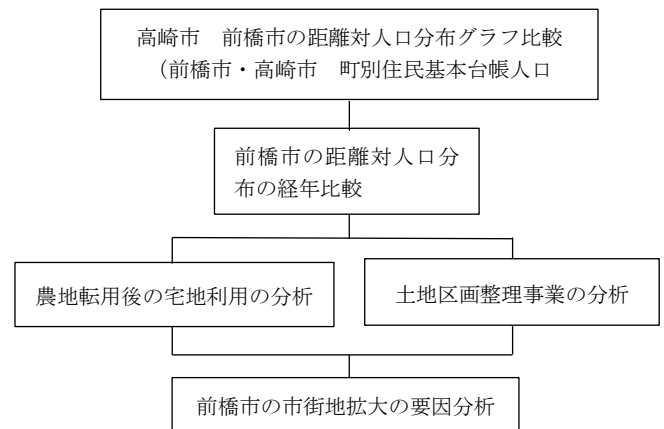 高崎市　前橋市の距離対人口分布グラフ比較
（前橋市・高崎市　町別住民基本台帳人口
前橋市の距離対人口分
布の経年比較
農地転用後の宅地利用の分析
土地区画整理事業の分析
前橋市の市街地拡大の要因分析